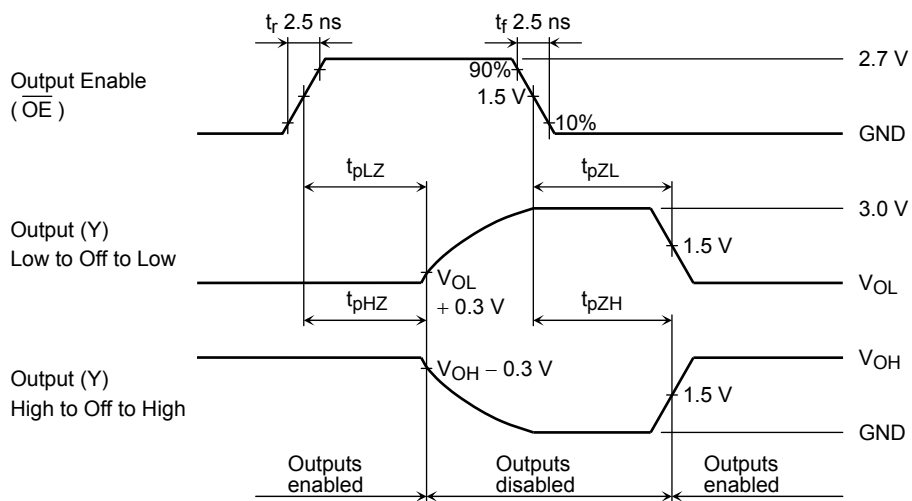 tr 2.5 ns
tf 2.5 ns
Output Enable
( OE )
90%
1.5 V
10%
2.7 V
GND
tpLZ
tpZL
Output (Y)
Low to Off to Low
3.0 V
1.5 V
VOL
VOL
+ 0.3 V
tpHZ
tpZH
Output (Y)
High to Off to High
VOH − 0.3 V
VOH
1.5 V
GND
Outputs
enabled
Outputs
disabled
Outputs
enabled